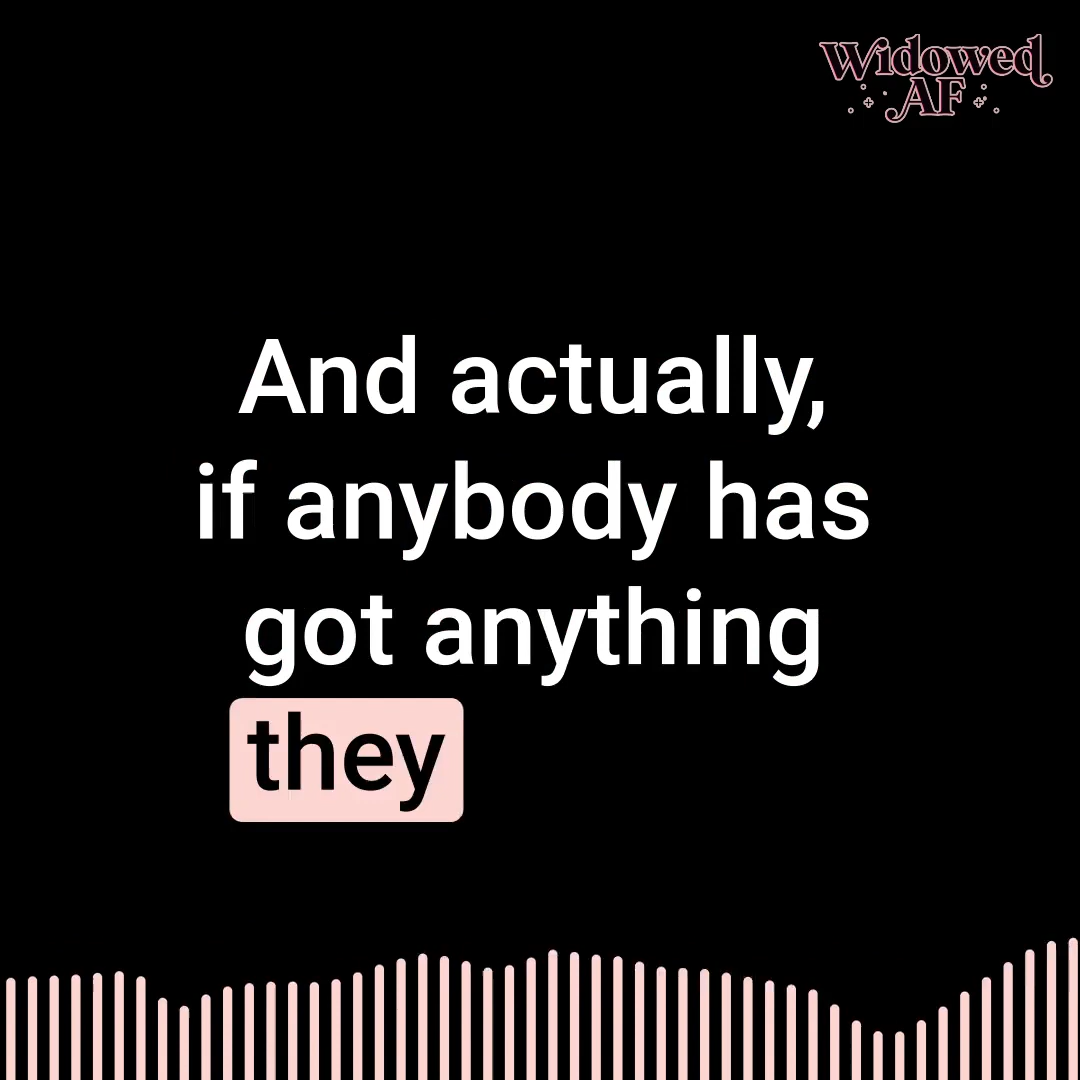 Widowed
AF
And actually,
if anybody has
got anything
they